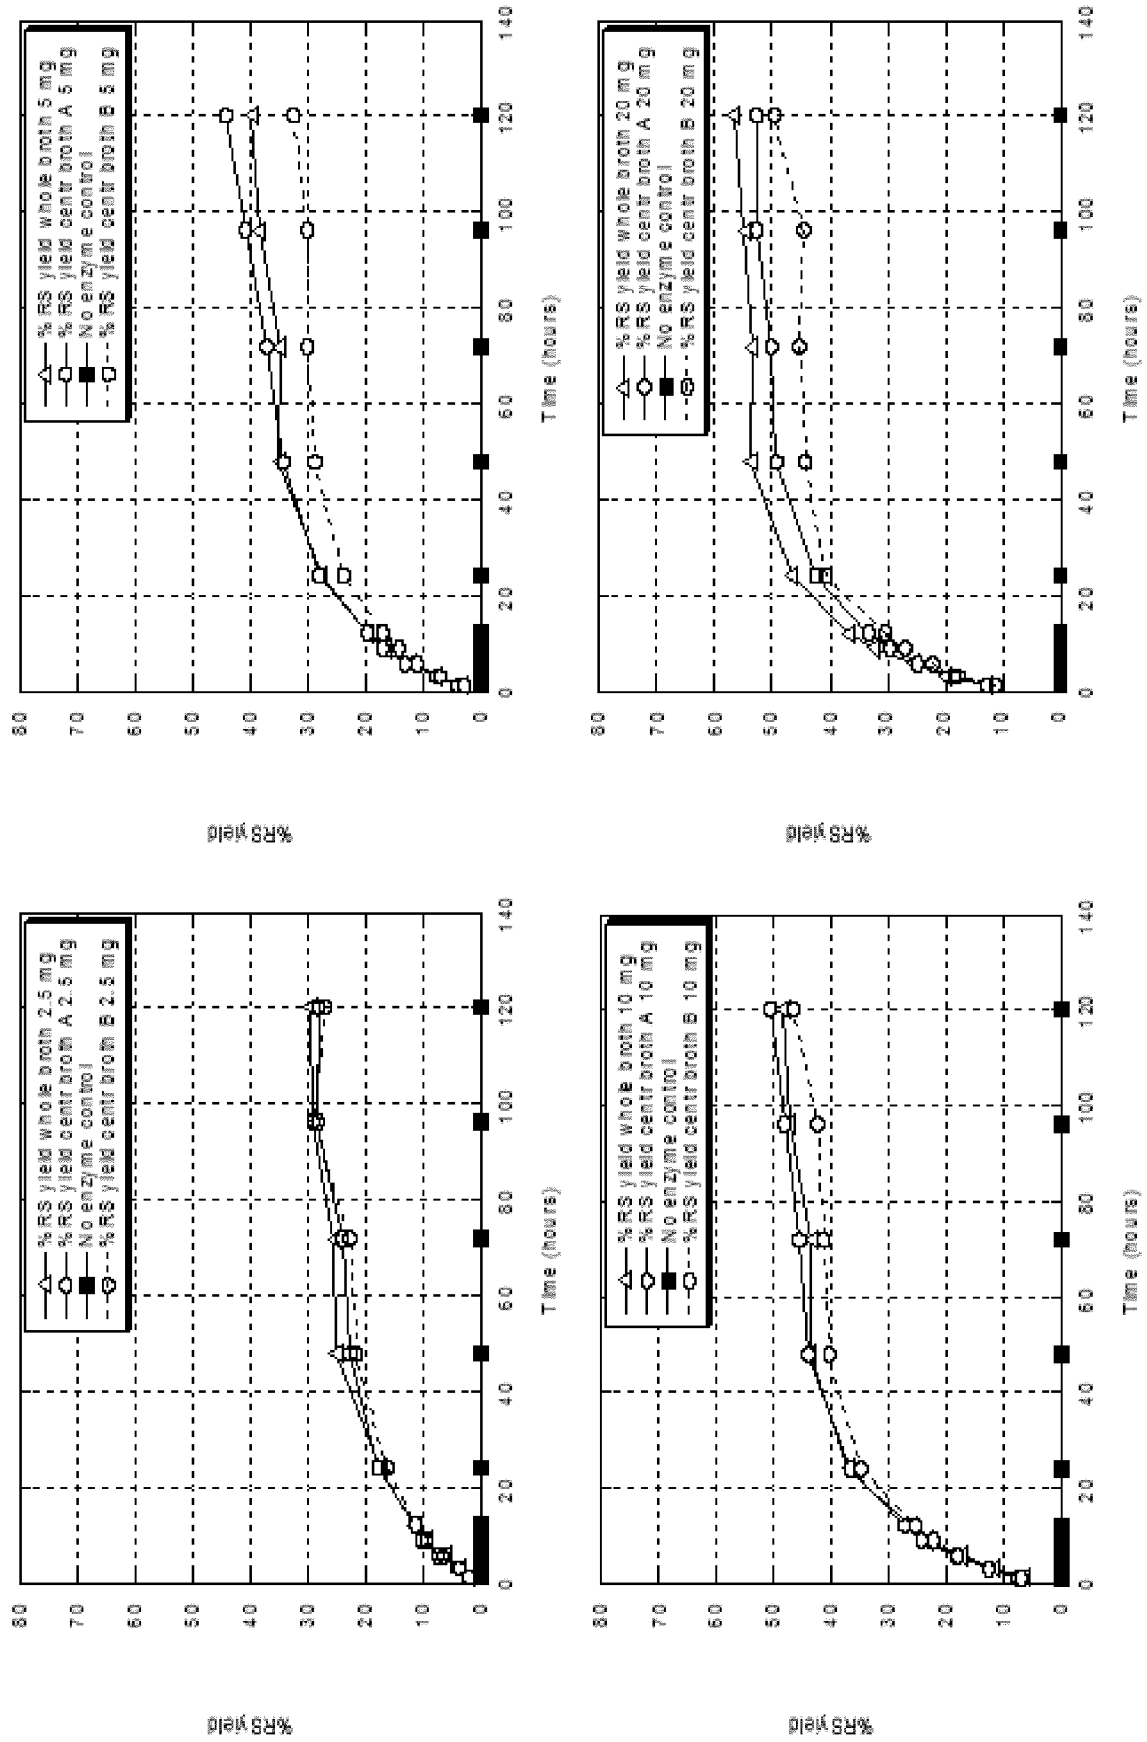 %RS yield
80
70
60
50
40
30
20
10
0
% RS yield whole broth 2.5 mg
% RS yield centr broth A 2.5 mg
No enzyme control
% RS yield centr broth B 2.5 mg
0 20 40 60 80 100 120 140
Time (hours)
%RS yield
80
70
60
50
40
30
20
10
0
% RS yield whole broth 5 mg
% RS yield centr broth A 5 mg
No enzyme control
% RS yield centr broth B 5 mg
0 20 40 60 80 100 120 140
Time (hours)
%RS yield
80
70
60
50
40
30
20
10
0
%RS yield whole broth 10 mg
%RS yield centr broth A 10 mg
No enzyme control
%RS yield centr broth B 10 mg
0 20 40 60 80 100 120 140
Time (hours)
%RS yield
80
70
60
50
40
30
20
10
0
%RS yield whole broth 20 mg
%RS yield centr broth A 20 mg
No enzyme control
%RS yield centr broth B 20 mg
0 20 40 60 80 100 120 140
Time (hours)